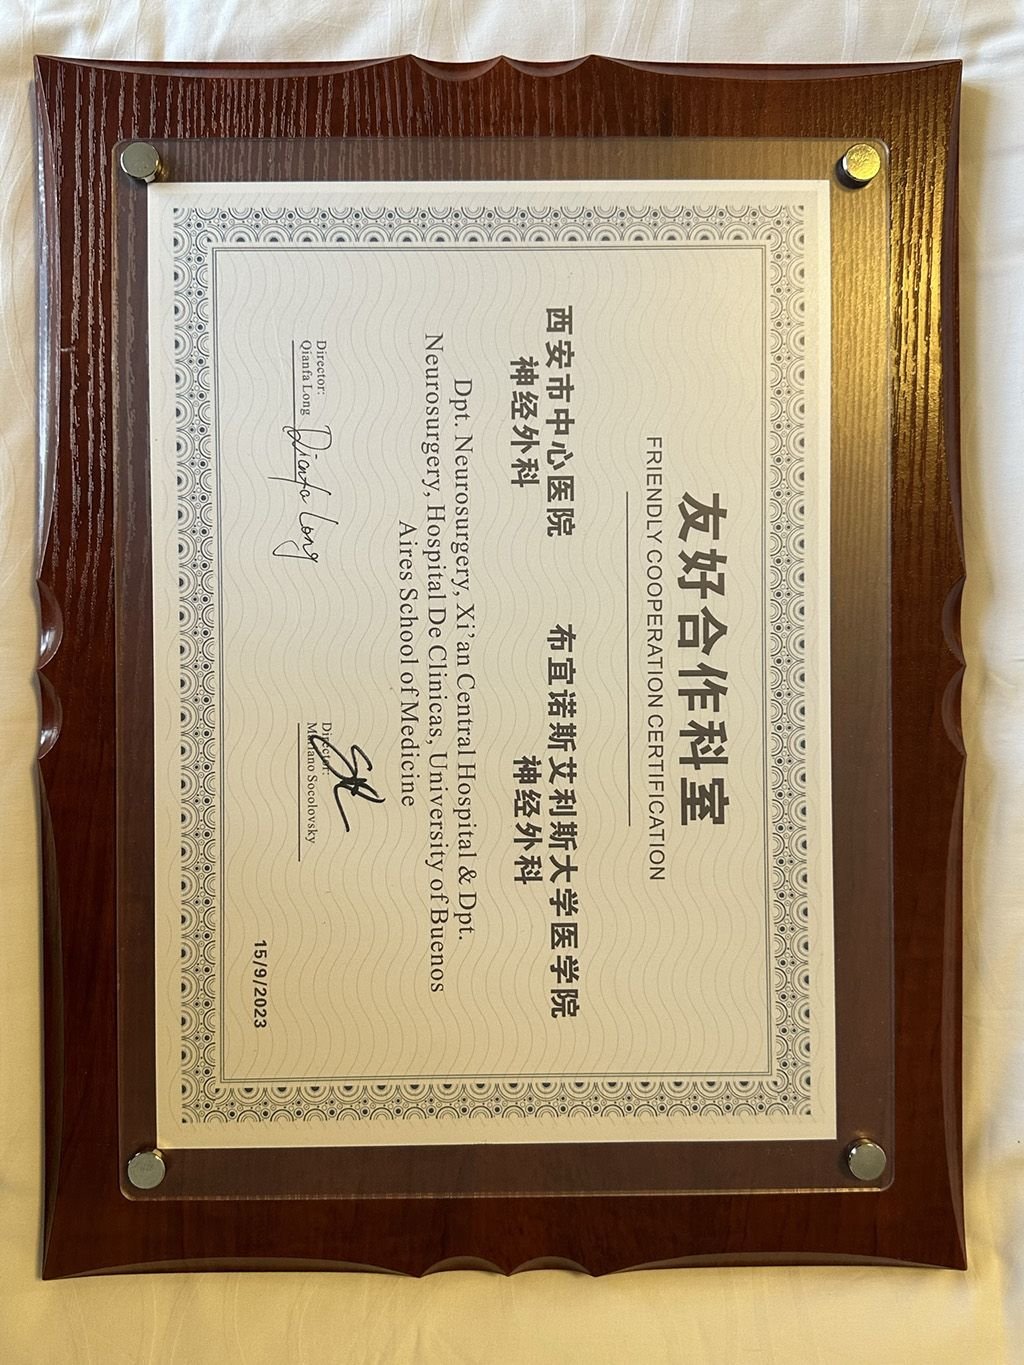 友好合作科室
FRIENDLY COOPERATION CERTIFICATION
西安市中心医院 布宜诺斯艾利斯大学医学院
神经外科 神经外科
Dpt. Neurosurgery, Xi'an Central Hospital & Dpt.
Neurosurgery, Hospital De Clinicas, University of Buenos
Aires School of Medicine
Director:
Qianfa Long Qianfa Long
Director:
Mariano Socolovsky
15/9/2023